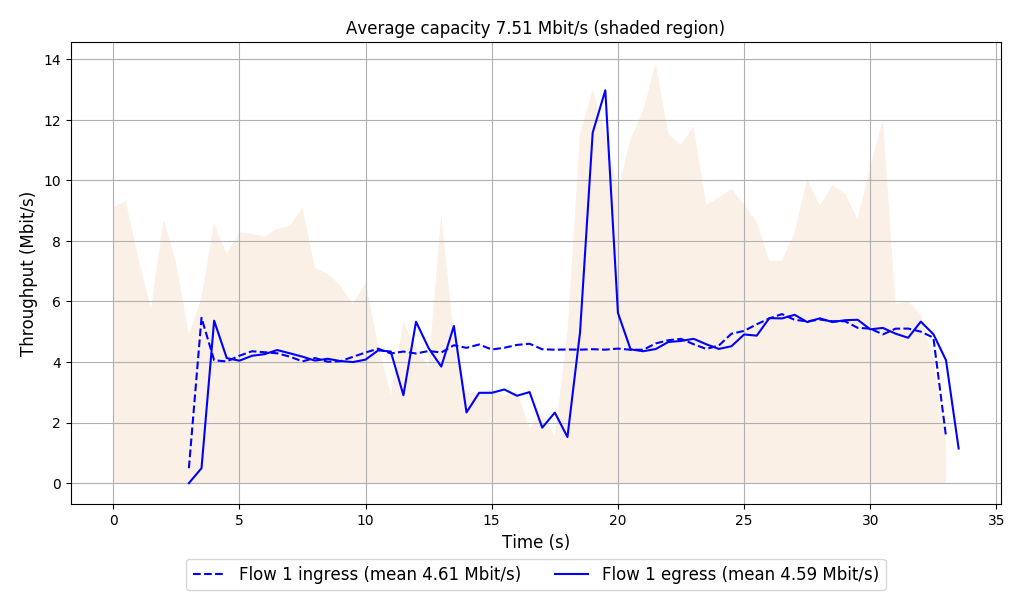 Average capacity 7.51 Mbit/s (shaded region)
14
12
10
8
6
4
2
0
Throughput (Mbit/s)
0 5 10 15 20 25 30 35
Time (s)
Flow 1 ingress (mean 4.61 Mbit/s) Flow 1 egress (mean 4.59 Mbit/s)